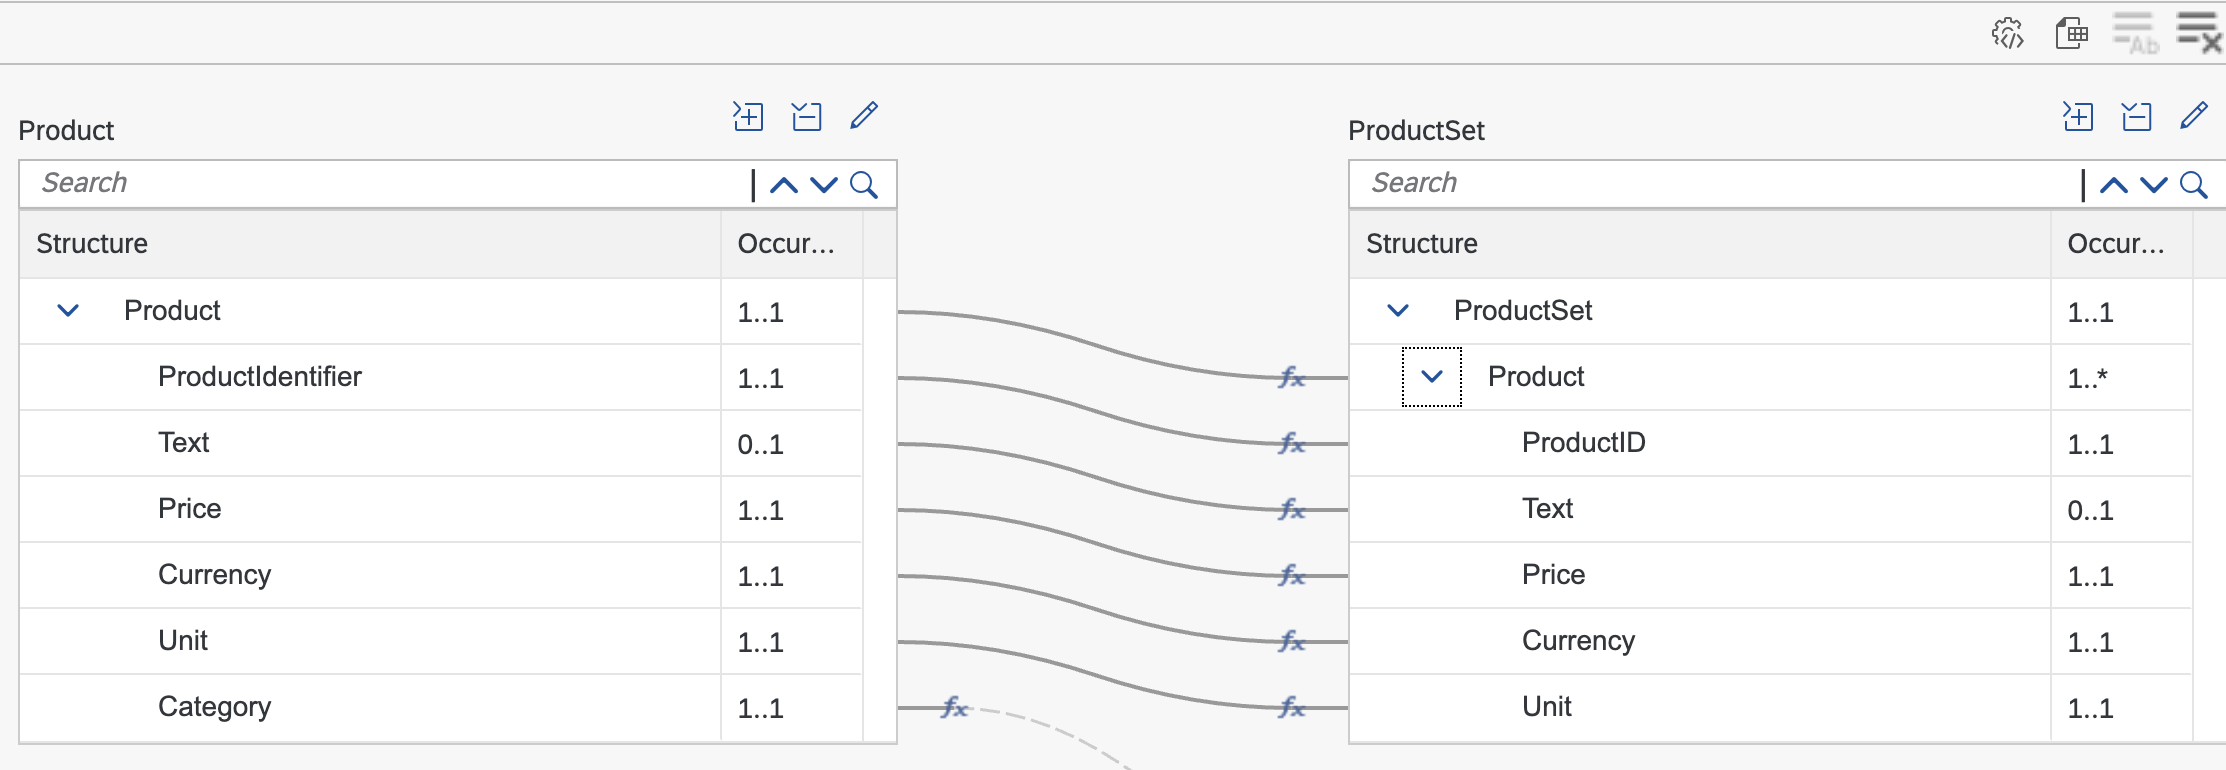 Ab
Product
ProductSet
Search
Search
Structure Occur...
Structure Occur...
Product 1..1
ProductSet 1..1
ProductIdentifier 1..1
fx
Product 1..*
Text 0..1
fx
ProductID 1..1
Price 1..1
fx
Text 0..1
Currency 1..1
fx
Price 1..1
Unit 1..1
fx
Currency 1..1
Category 1..1
fx
fx
Unit 1..1